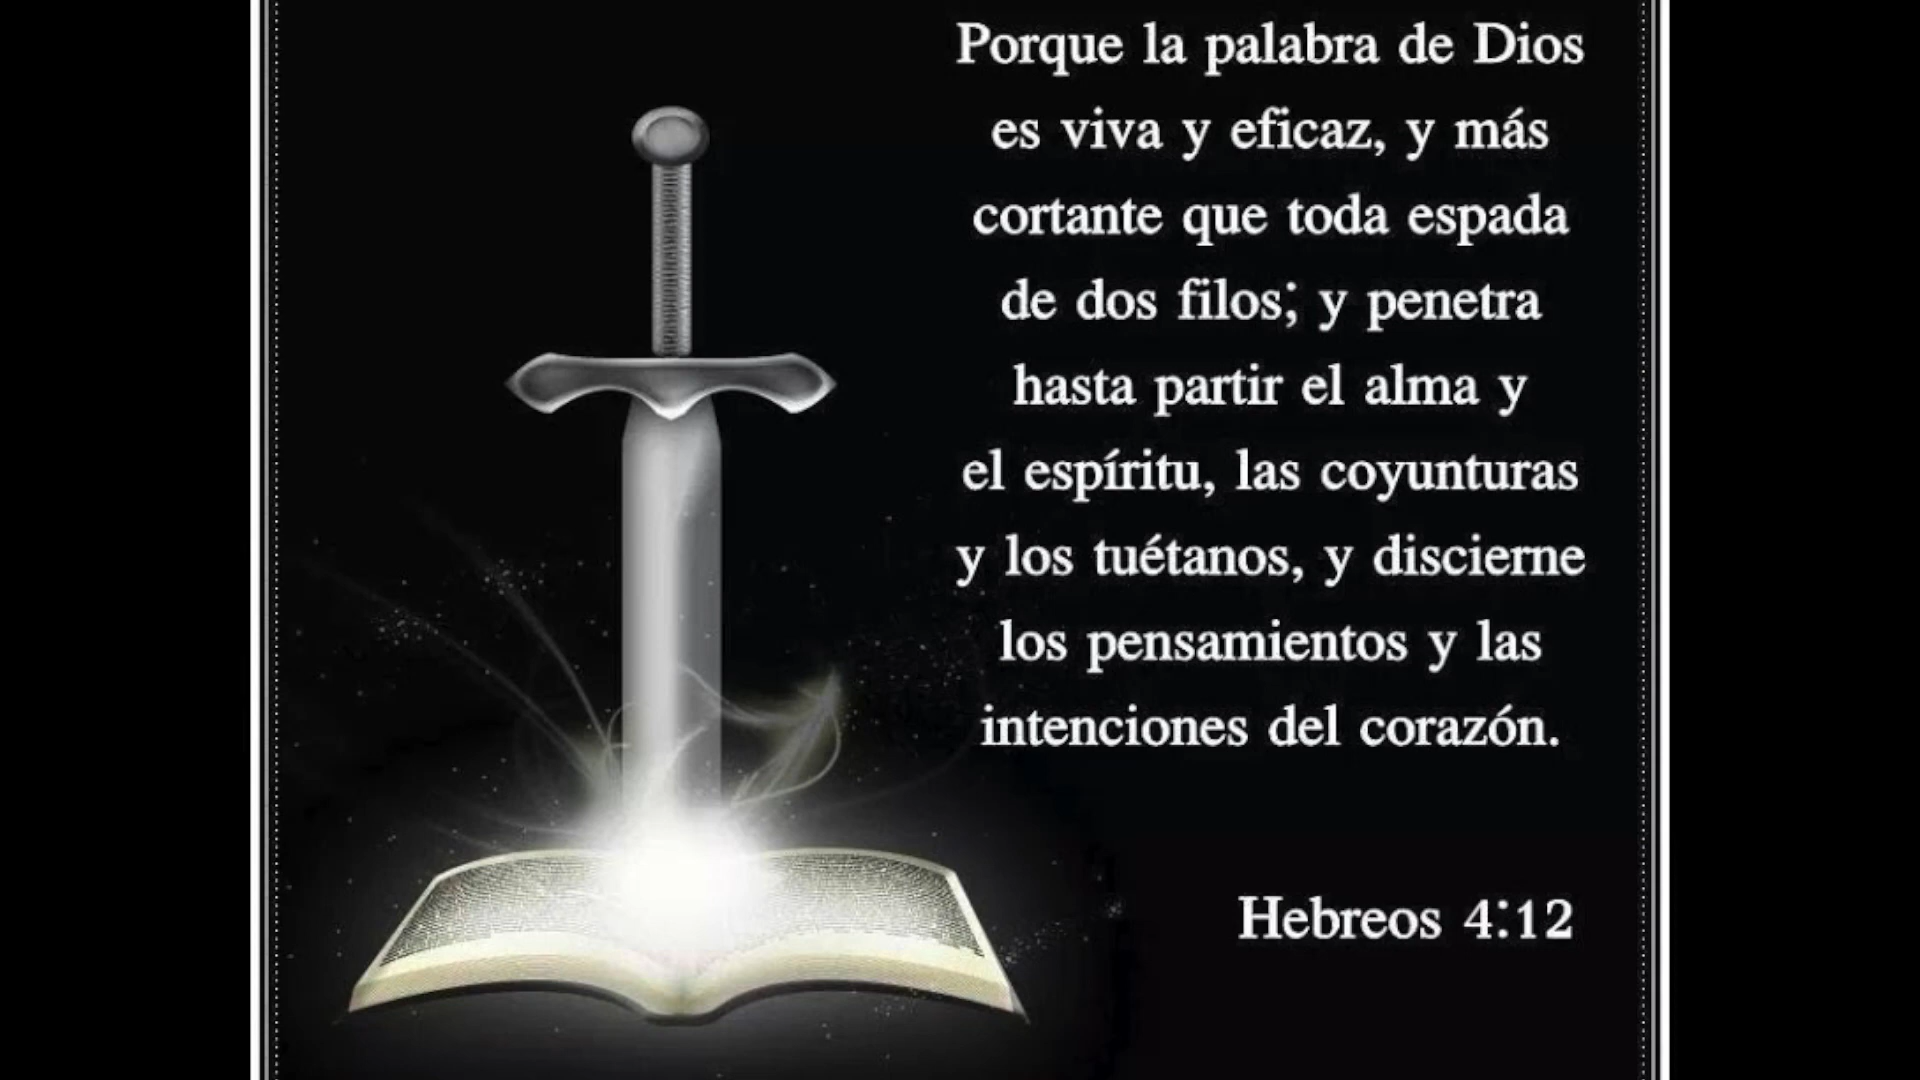 Porque la palabra de Dios
es viva y eficaz, y más
cortante que toda espada
de dos filos; y penetra
hasta partir el alma y
el espíritu, las coyunturas
y los tuétanos, y discierne
los pensamientos y las
intenciones del corazón.
Hebreos 4:12